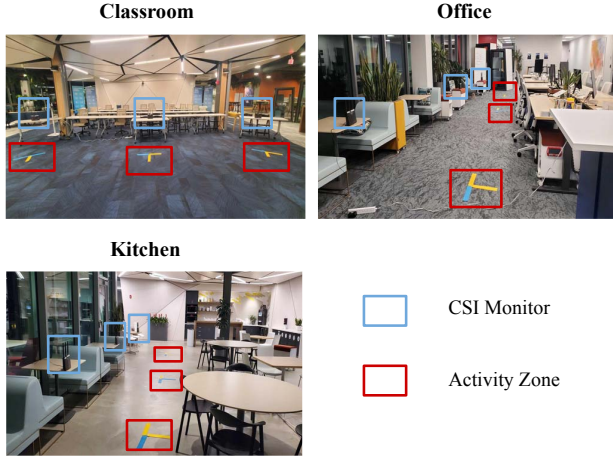 Classroom
Office
Kitchen
CSI Monitor
Activity Zone